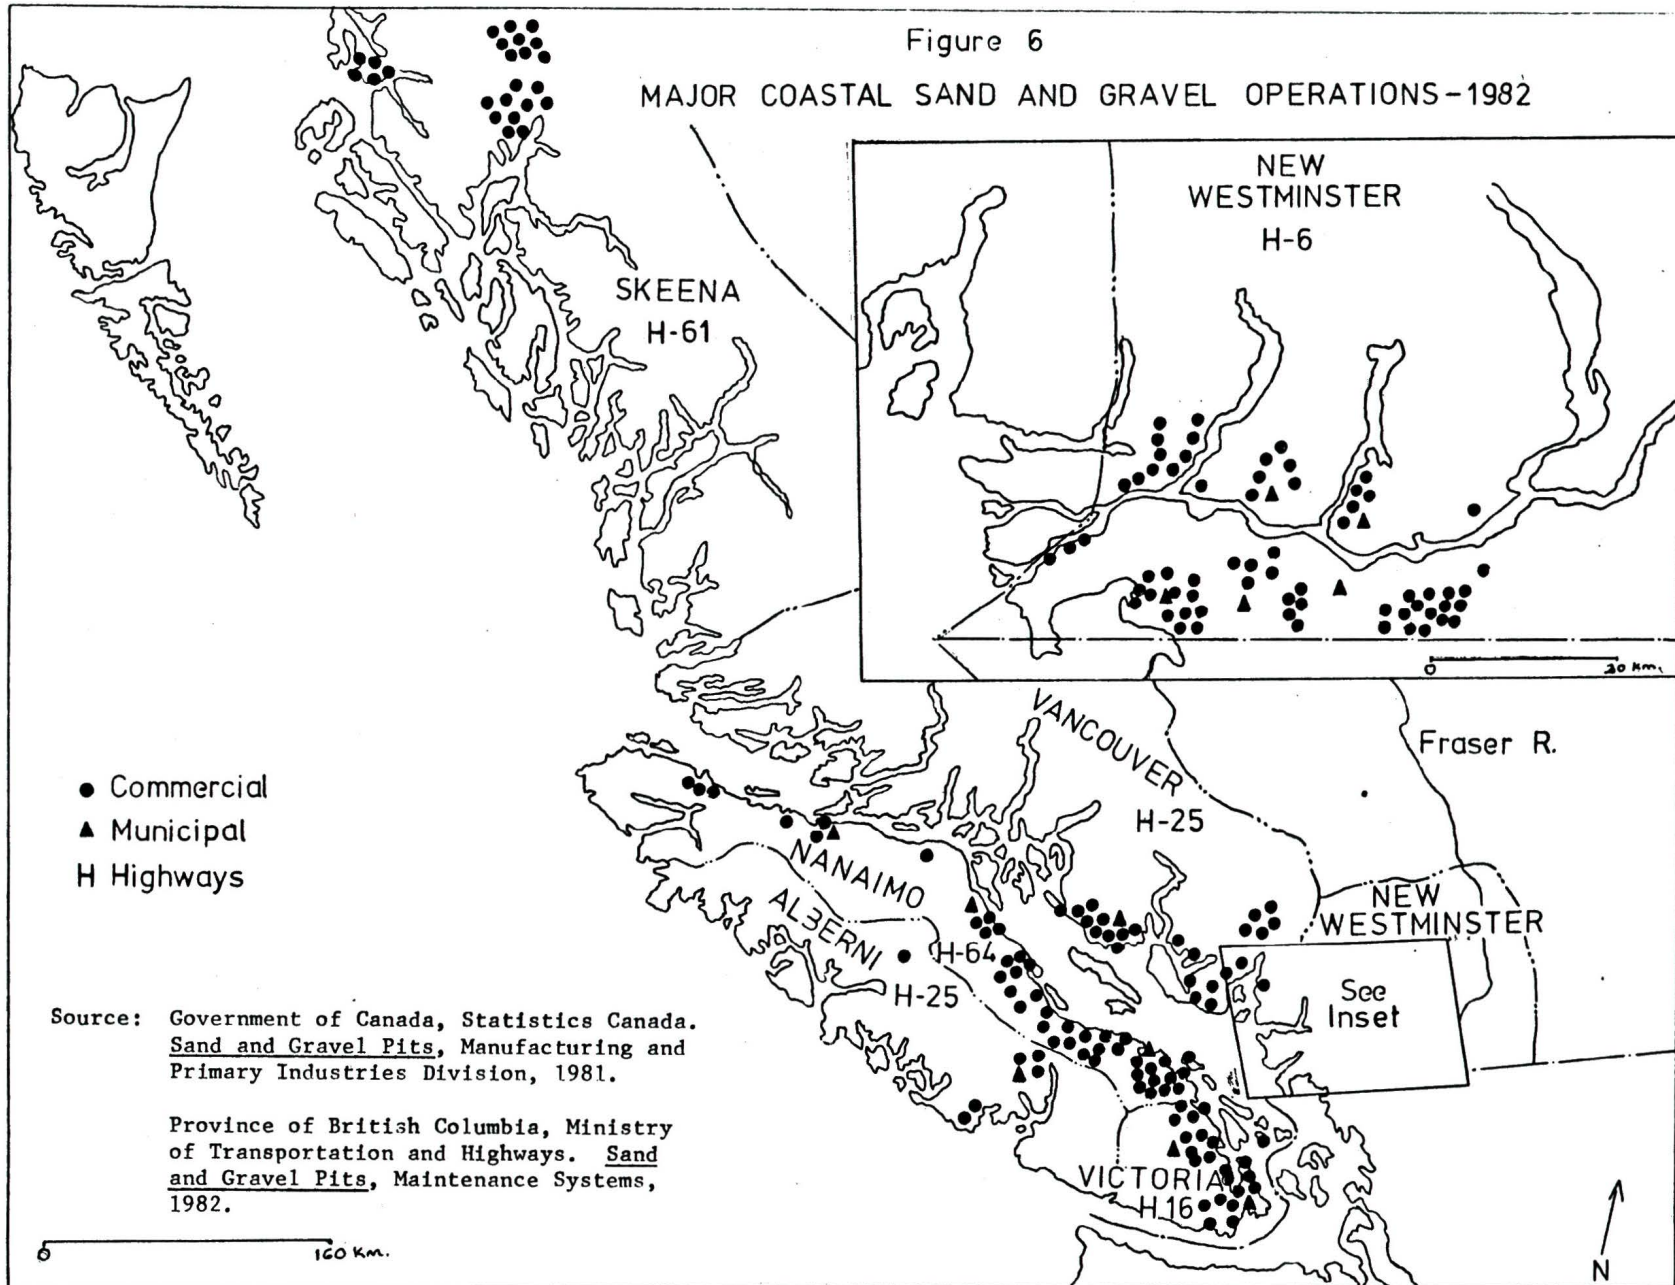 Figure 6
MAJOR COASTAL SAND AND GRAVEL OPERATIONS-1982
NEW
WESTMINSTER
H-6
0 20 Km.
SKEENA
H-61
VANCOUVER
H-25
Fraser R.
● Commercial
▲ Municipal
H Highways
NANAIMO
H-64
ALBERNI
H-25
NEW
WESTMINSTER
See
Inset
VICTORIA
H 16
Source: Government of Canada, Statistics Canada.
Sand and Gravel Pits, Manufacturing and
Primary Industries Division, 1981.
Province of British Columbia, Ministry
of Transportation and Highways. Sand
and Gravel Pits, Maintenance Systems,
1982.
0 160 Km.
N